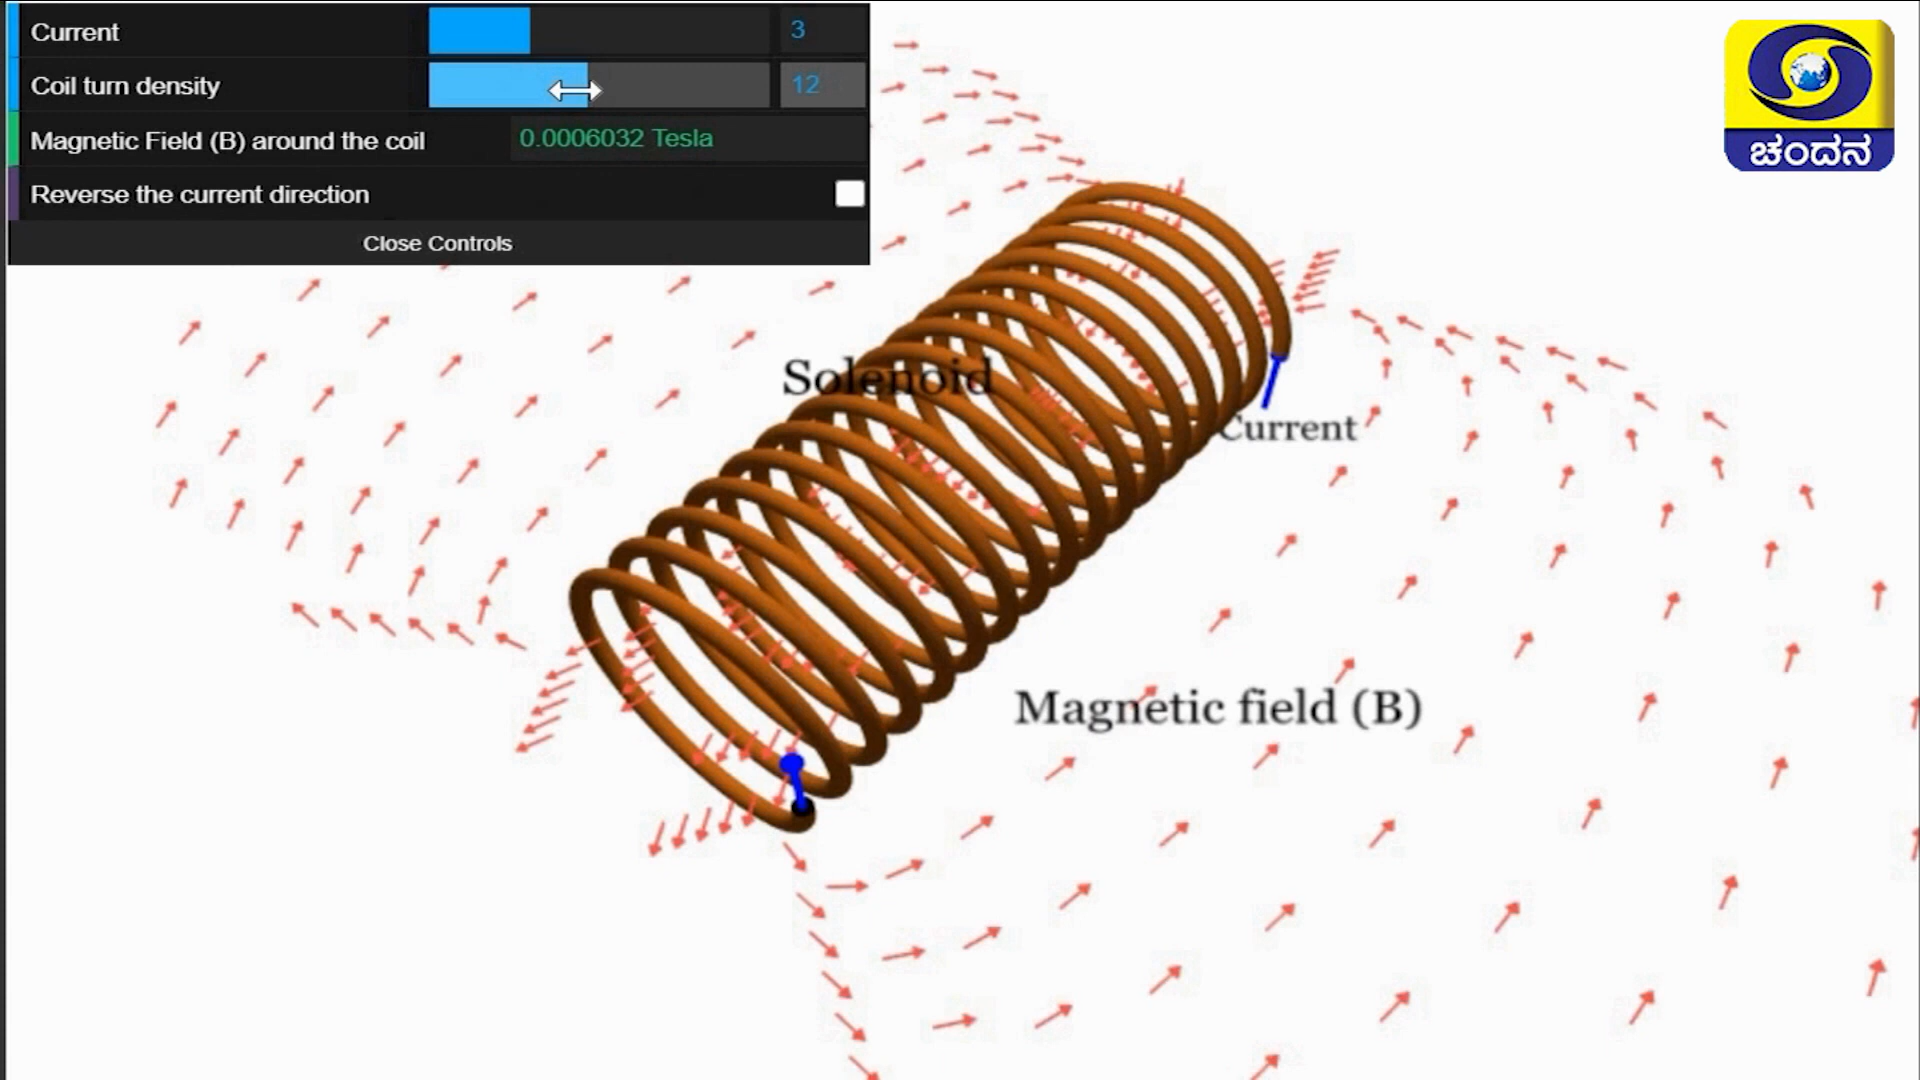 Current 3
Coil turn density 12
Magnetic Field (B) around the coil 0.0006032 Tesla
Reverse the current direction
Close Controls
ಚಂದನ
Solenoid
Current
Magnetic field (B)